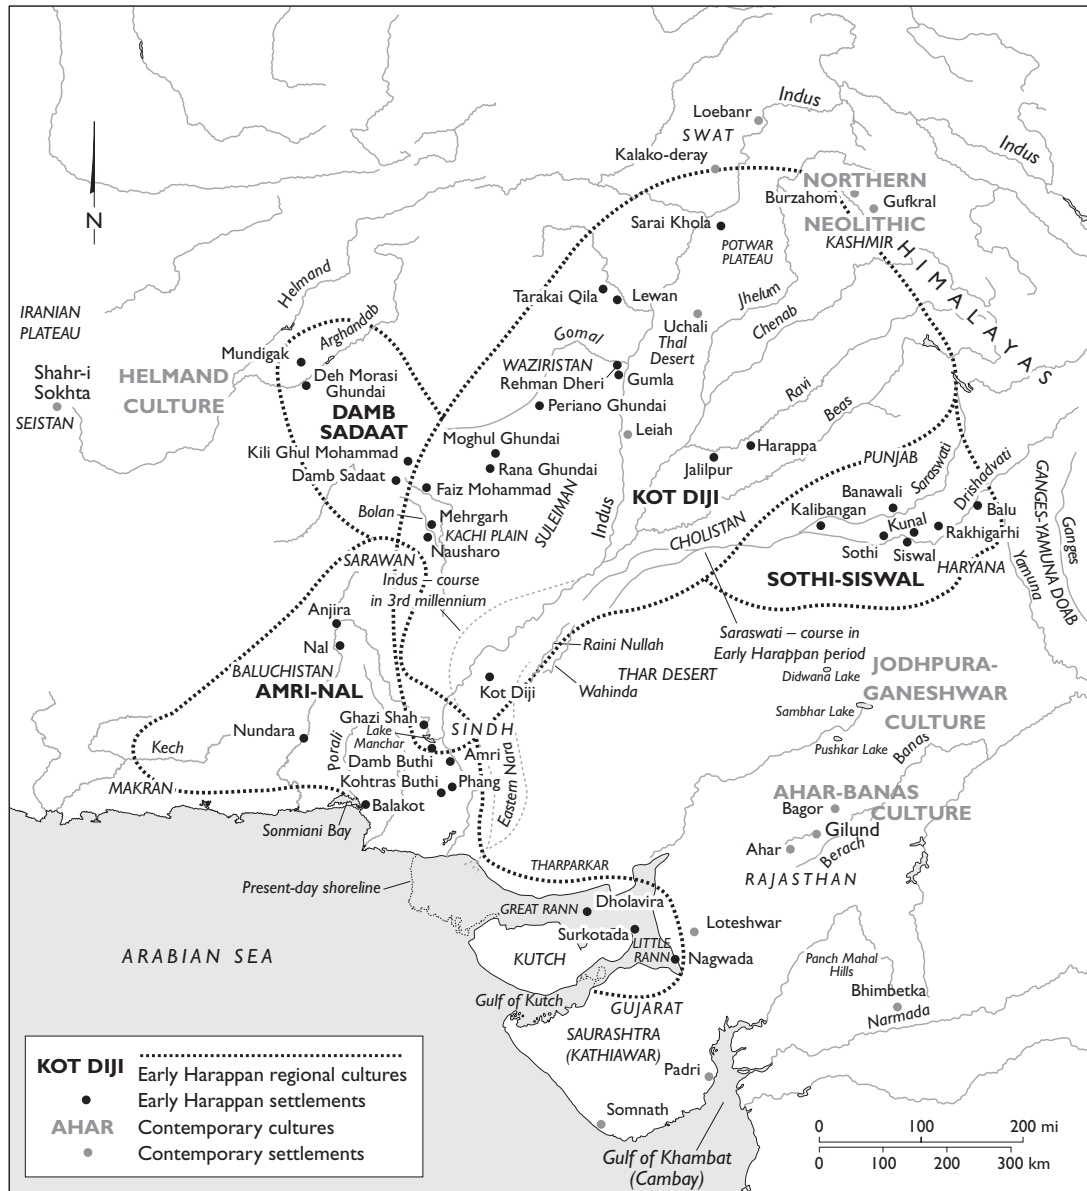 Indus
Loebanr
SWAT
Indus
Kalako-deray
NORTHERN
Burzahom
Gufkral
NEOLITHIC
KASHMIR
Sarai Khola
POTWAR
PLATEAU
HIMALAYAS
N
Helmand
Tarakai Qila
Lewan
Jhelum
IRANIAN
PLATEAU
Arghandab
Uchali
Chenab
Thal
Desert
Gomal
Mundigak
WAZIRISTAN
Shahr-i
Sokhta
HELMAND
CULTURE
Deh Morasi
Ghundai
Rehman Dheri
Gumla
Ravi
Beas
SEISTAN
DAMB
SADAAT
Periano Ghundai
Leiah
Moghul Ghundai
Harappa
Kili Ghul Mohammad
Jalilpur
PUNJAB
Rana Ghundai
Damb Sadaat
Faiz Mohammad
KOT DIJI
Saraswati
Drishadvati
Banawali
Bolan
Mehrgarh
SULEIMAN
Indus
Kalibangan
Kunal
Balu
KACHI PLAIN
CHOLISTAN
Rakhigarhi
Nausharo
Sothi
Siswal
GANGES-YAMUNA DOAB
Ganges
Yamuna
SARAWAN
HARYANA
Indus – course
in 3rd millennium
SOTHI-SISWAL
Anjira
Nal
Raini Nullah
Saraswati – course in
Early Harappan period
BALUCHISTAN
THAR DESERT
JODHPURA-
GANESHWAR
CULTURE
AMRI-NAL
Kot Diji
Wahinda
Didwana Lake
Sambhar Lake
Ghazi Shah
SINDH
Nundara
Lake
Manchar
Pushkar Lake
Kech
Porali
Damb Buthi
Amri
Banas
Eastern Nara
MAKRAN
Kohtras Buthi
Phang
AHAR-BANAS
CULTURE
Balakot
Bagor
Sonmiani Bay
Gilund
Ahar
Berach
THARPARKAR
RAJASTHAN
Present-day shoreline
Dholavira
GREAT RANN
Loteshwar
Surkotada
ARABIAN SEA
KUTCH
LITTLE
RANN
Nagwada
Panch Mahal
Hills
Bhimbetka
Gulf of Kutch
GUJARAT
Narmada
SAURASHTRA
(KATHIAWAR)
Padri
Somnath
Gulf of Khambat
(Cambay)
KOT DIJI
Early Harappan regional cultures
Early Harappan settlements
AHAR Contemporary cultures
Contemporary settlements
0 100 200 mi
0 100 200 300 km